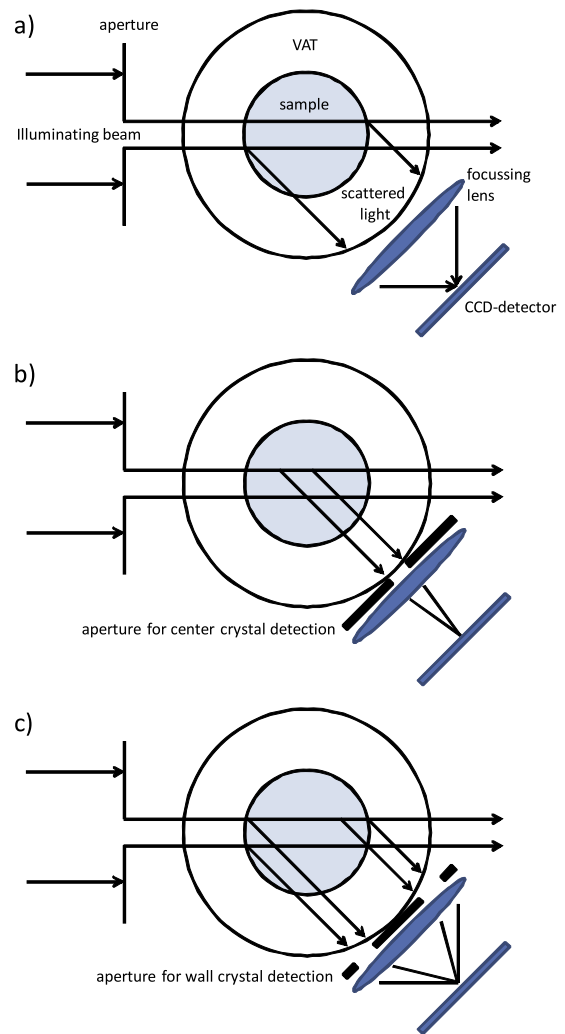 a)
aperture
VAT
sample
Illuminating beam
scattered
light
focussing
lens
CCD-detector
b)
aperture for center crystal detection
c)
aperture for wall crystal detection